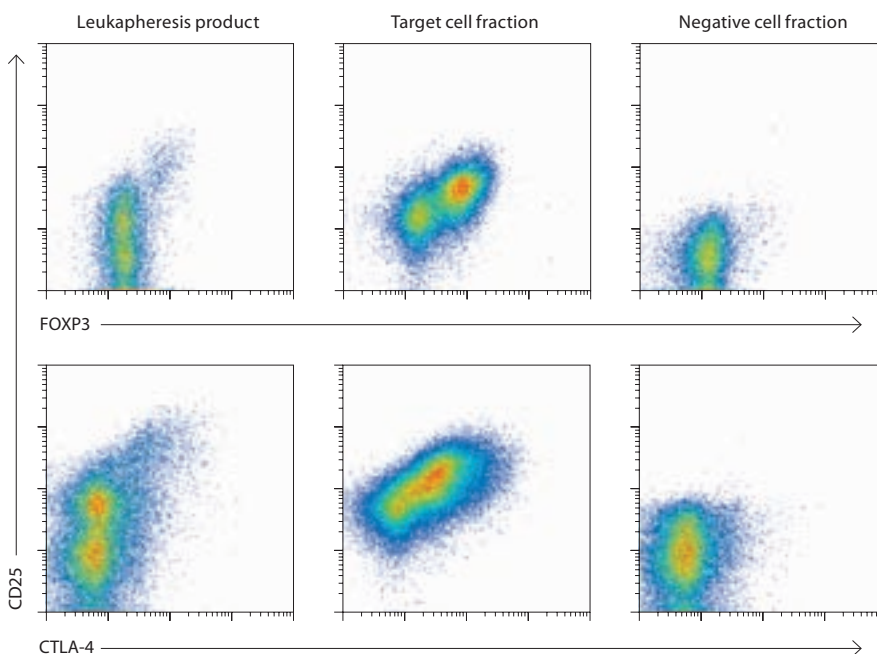 Leukapheresis product
Target cell fraction
Negative cell fraction
FOXP3
CD25
CTLA-4